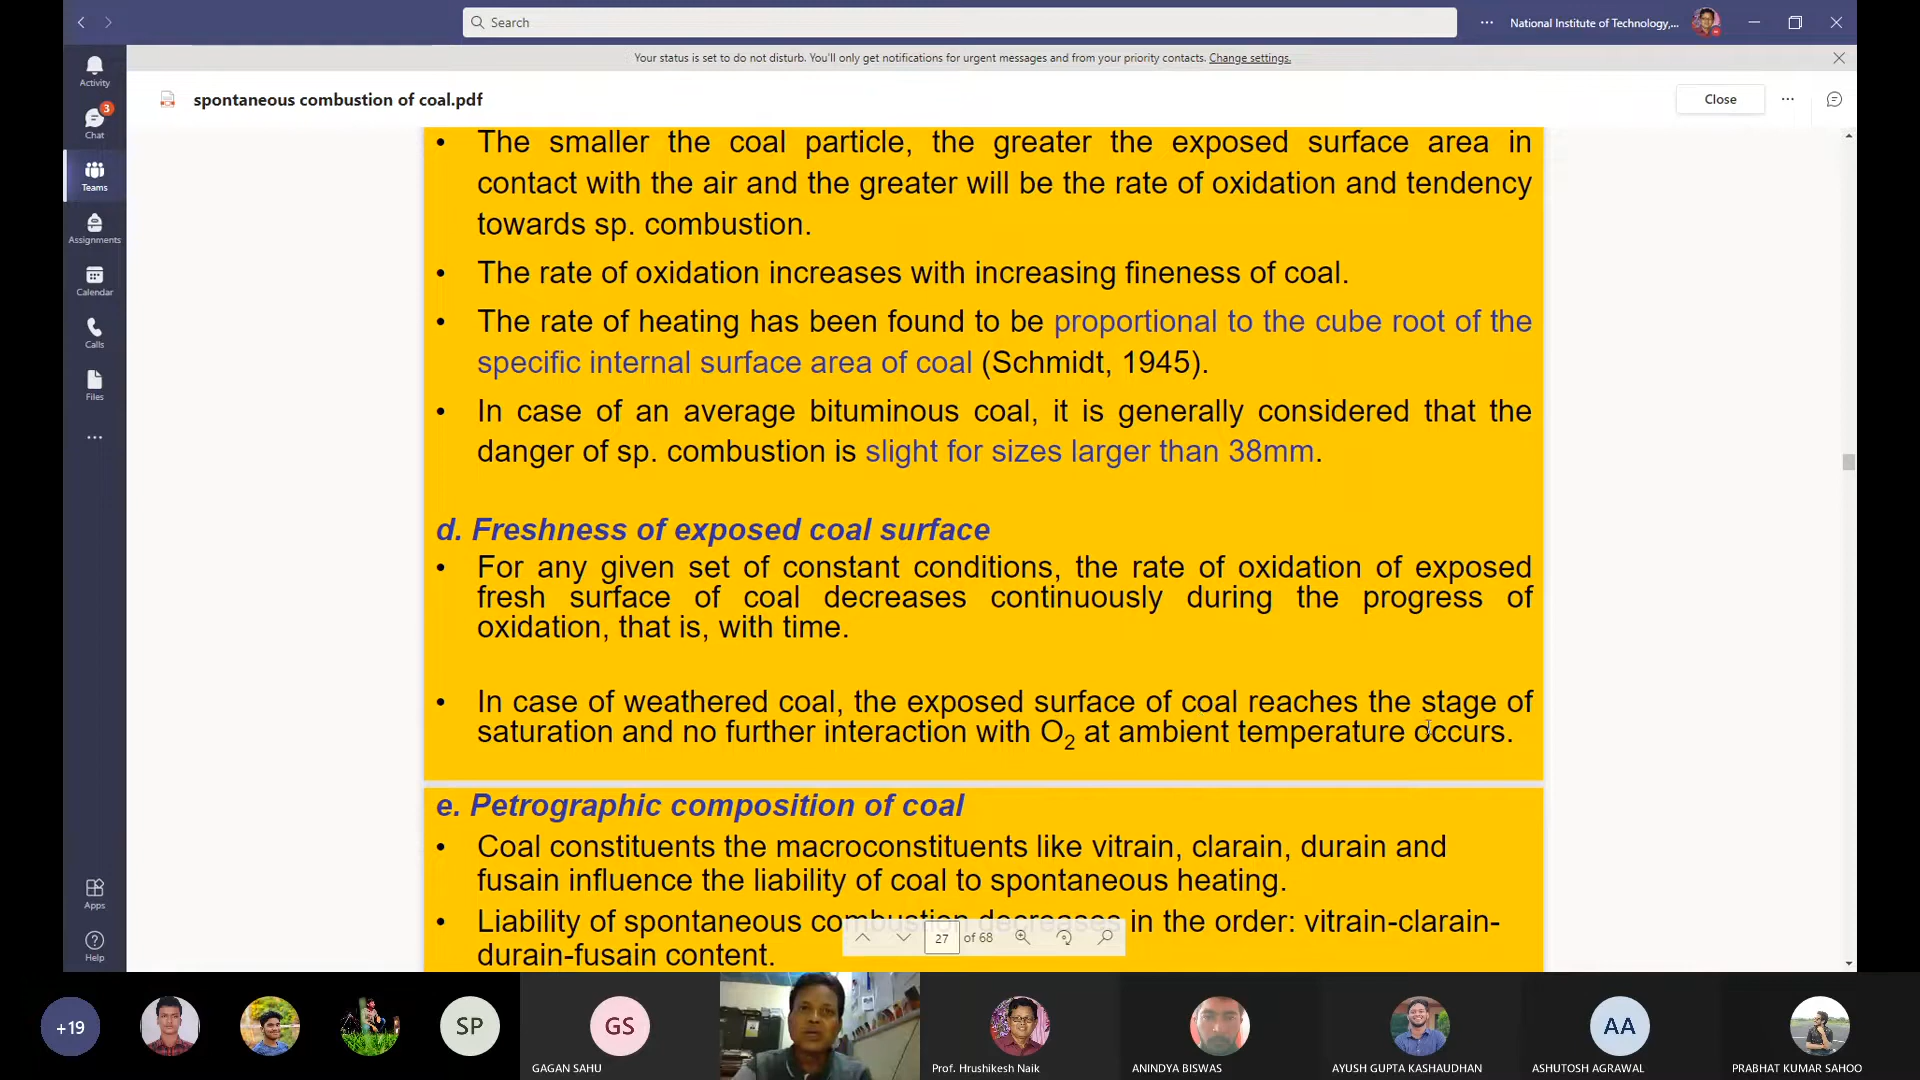 Search
National Institute of Technology,...
Your status is set to do not disturb. You'll only get notifications for urgent messages and from your priority contacts. Change settings.
Activity
3
Chat
Teams
Assignments
Calendar
Calls
Files
Apps
Help
spontaneous combustion of coal.pdf
Close
• The smaller the coal particle, the greater the exposed surface area in
contact with the air and the greater will be the rate of oxidation and tendency
towards sp. combustion.
• The rate of oxidation increases with increasing fineness of coal.
• The rate of heating has been found to be proportional to the cube root of the
specific internal surface area of coal (Schmidt, 1945).
• In case of an average bituminous coal, it is generally considered that the
danger of sp. combustion is slight for sizes larger than 38mm.
d. Freshness of exposed coal surface
• For any given set of constant conditions, the rate of oxidation of exposed
fresh surface of coal decreases continuously during the progress of
oxidation, that is, with time.
• In case of weathered coal, the exposed surface of coal reaches the stage of
saturation and no further interaction with O₂ at ambient temperature occurs.
e. Petrographic composition of coal
• Coal constituents the macroconstituents like vitrain, clarain, durain and
fusain influence the liability of coal to spontaneous heating.
• Liability of spontaneous combustion decreases in the order: vitrain-clarain-
durain-fusain content.
27 of 68
+19
SP
GS
GAGAN SAHU
Prof. Hrushikesh Naik
ANINDYA BISWAS
AYUSH GUPTA KASHAUDHAN
AA
ASHUTOSH AGRAWAL
PRABHAT KUMAR SAHOO